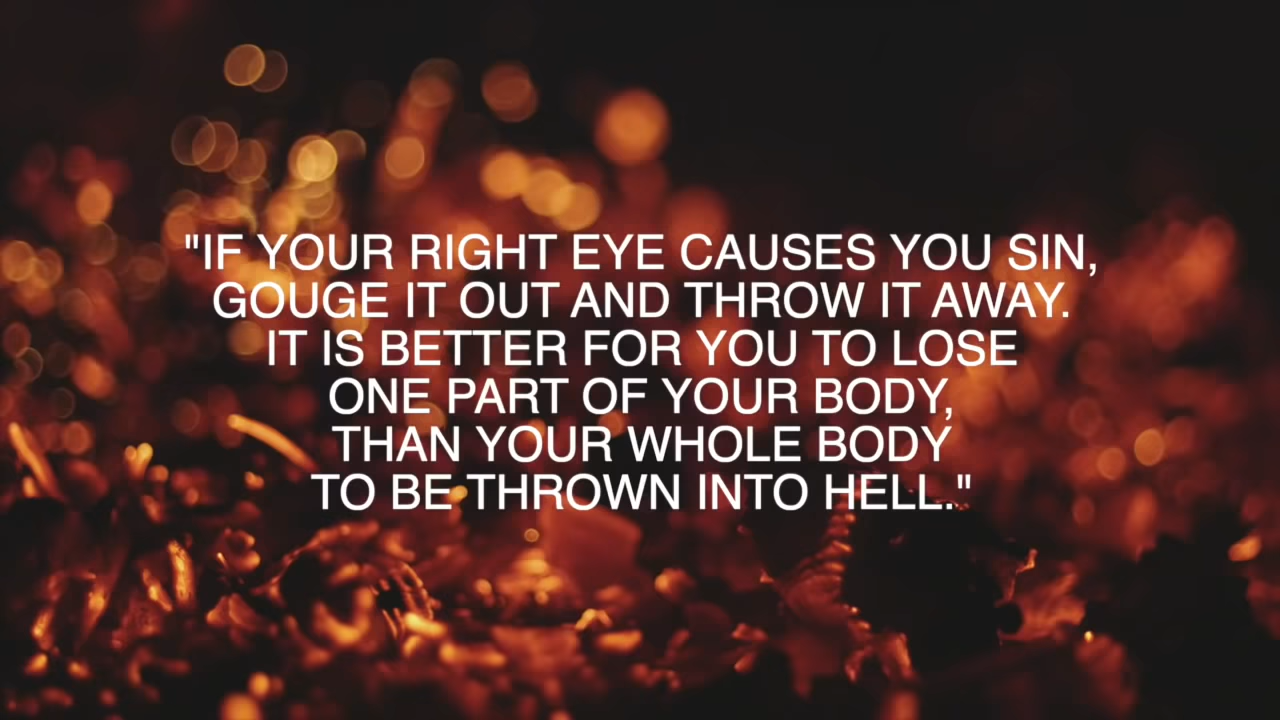 "IF YOUR RIGHT EYE CAUSES YOU SIN,
GOUGE IT OUT AND THROW IT AWAY.
IT IS BETTER FOR YOU TO LOSE
ONE PART OF YOUR BODY,
THAN YOUR WHOLE BODY
TO BE THROWN INTO HELL."